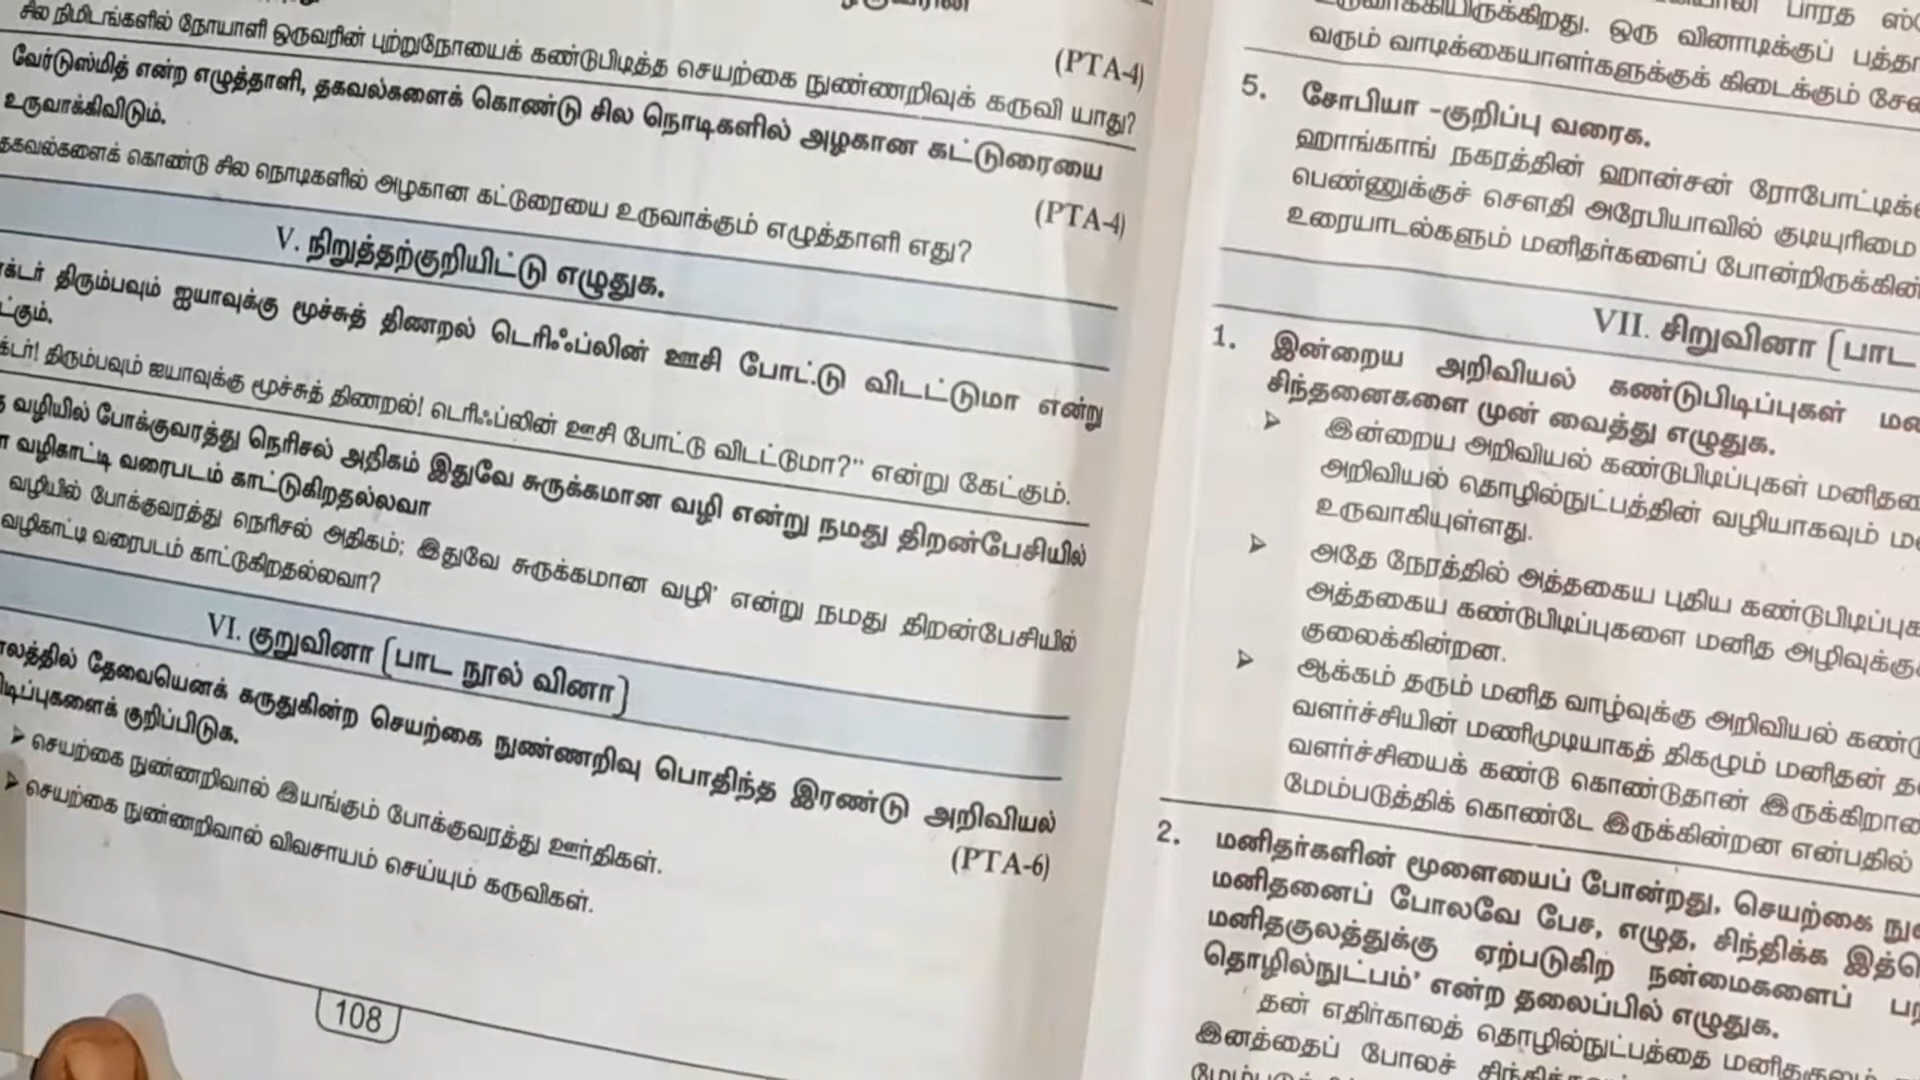 சில நிமிடங்களில் நோயாளி ஒருவரின் புற்றுநோயைக் கண்டுபிடித்த செயற்கை நுண்ணறிவுக் கருவி யாது?
(PTA-4)
வேர்டுஸ்மித் என்ற எழுத்தாளி, தகவல்களைக் கொண்டு சில நொடிகளில் அழகான கட்டுரையை
உருவாக்கிவிடும்.
தகவல்களைக் கொண்டு சில நொடிகளில் அழகான கட்டுரையை உருவாக்கும் எழுத்தாளி எது?
(PTA-4)
V. நிறுத்தற்குறியிட்டு எழுதுக.
திரும்பவும் ஐயாவுக்கு மூச்சுத் திணறல் டெரிஃப்லின் ஊசி போட்டு விடட்டுமா என்று
திரும்பவும் ஐயாவுக்கு மூச்சுத் திணறல்! டெரிஃப்லின் ஊசி போட்டு விடட்டுமா?" என்று கேட்கும்.
வழியில் போக்குவரத்து நெரிசல் அதிகம் இதுவே சுருக்கமான வழி என்று நமது திறன்பேசியில்
வழிகாட்டி வரைபடம் காட்டுகிறதல்லவா
வழியில் போக்குவரத்து நெரிசல் அதிகம்; இதுவே சுருக்கமான வழி' என்று நமது திறன்பேசியில்
வழிகாட்டி வரைபடம் காட்டுகிறதல்லவா?
VI. குறுவினா (பாட நூல் வினா)
தேவையெனக் கருதுகின்ற செயற்கை நுண்ணறிவு பொதிந்த இரண்டு அறிவியல்
குறிப்பிடுக.
(PTA-6)
➤ செயற்கை நுண்ணறிவால் இயங்கும் போக்குவரத்து ஊர்திகள்.
➤ செயற்கை நுண்ணறிவால் விவசாயம் செய்யும் கருவிகள்.
108
ஒரு வினாடிக்குப்
வரும் வாடிக்கையாளர்களுக்குக் கிடைக்கும்
5. சோபியா -குறிப்பு வரைக.
ஹாங்காங் நகரத்தின் ஹான்சன்
பெண்ணுக்குச் சௌதி அரேபியாவில் குடியுரிமை
உரையாடல்களும் மனிதர்களைப்
VII. சிறுவினா (பாட
1. இன்றைய அறிவியல் கண்டுபிடிப்புகள்
சிந்தனைகளை முன் வைத்து எழுதுக.
➤ இன்றைய அறிவியல் கண்டுபிடிப்புகள்
அறிவியல் தொழில்நுட்பத்தின் வழியாகவும்
உருவாகியுள்ளது.
➤ அதே நேரத்தில் அத்தகைய புதிய
அத்தகைய கண்டுபிடிப்புகளை மனித
குலைக்கின்றன.
➤ ஆக்கம் தரும் மனித வாழ்வுக்கு அறிவியல்
வளர்ச்சியின் மணிமுடியாகத் திகழும் மனிதன்
வளர்ச்சியைக் கண்டு கொண்டுதான்
மேம்படுத்திக் கொண்டே இருக்கின்றன என்பதில்
2. மனிதர்களின் மூளையைப் போன்றது, செயற்கை
மனிதனைப் போலவே பேச, எழுத, சிந்திக்க
மனிதகுலத்துக்கு ஏற்படுகிற நன்மைகளைப்
தொழில்நுட்பம்' என்ற தலைப்பில் எழுதுக.
தன் எதிர்காலத் தொழில்நுட்பத்தை
இனத்தைப் போலச்